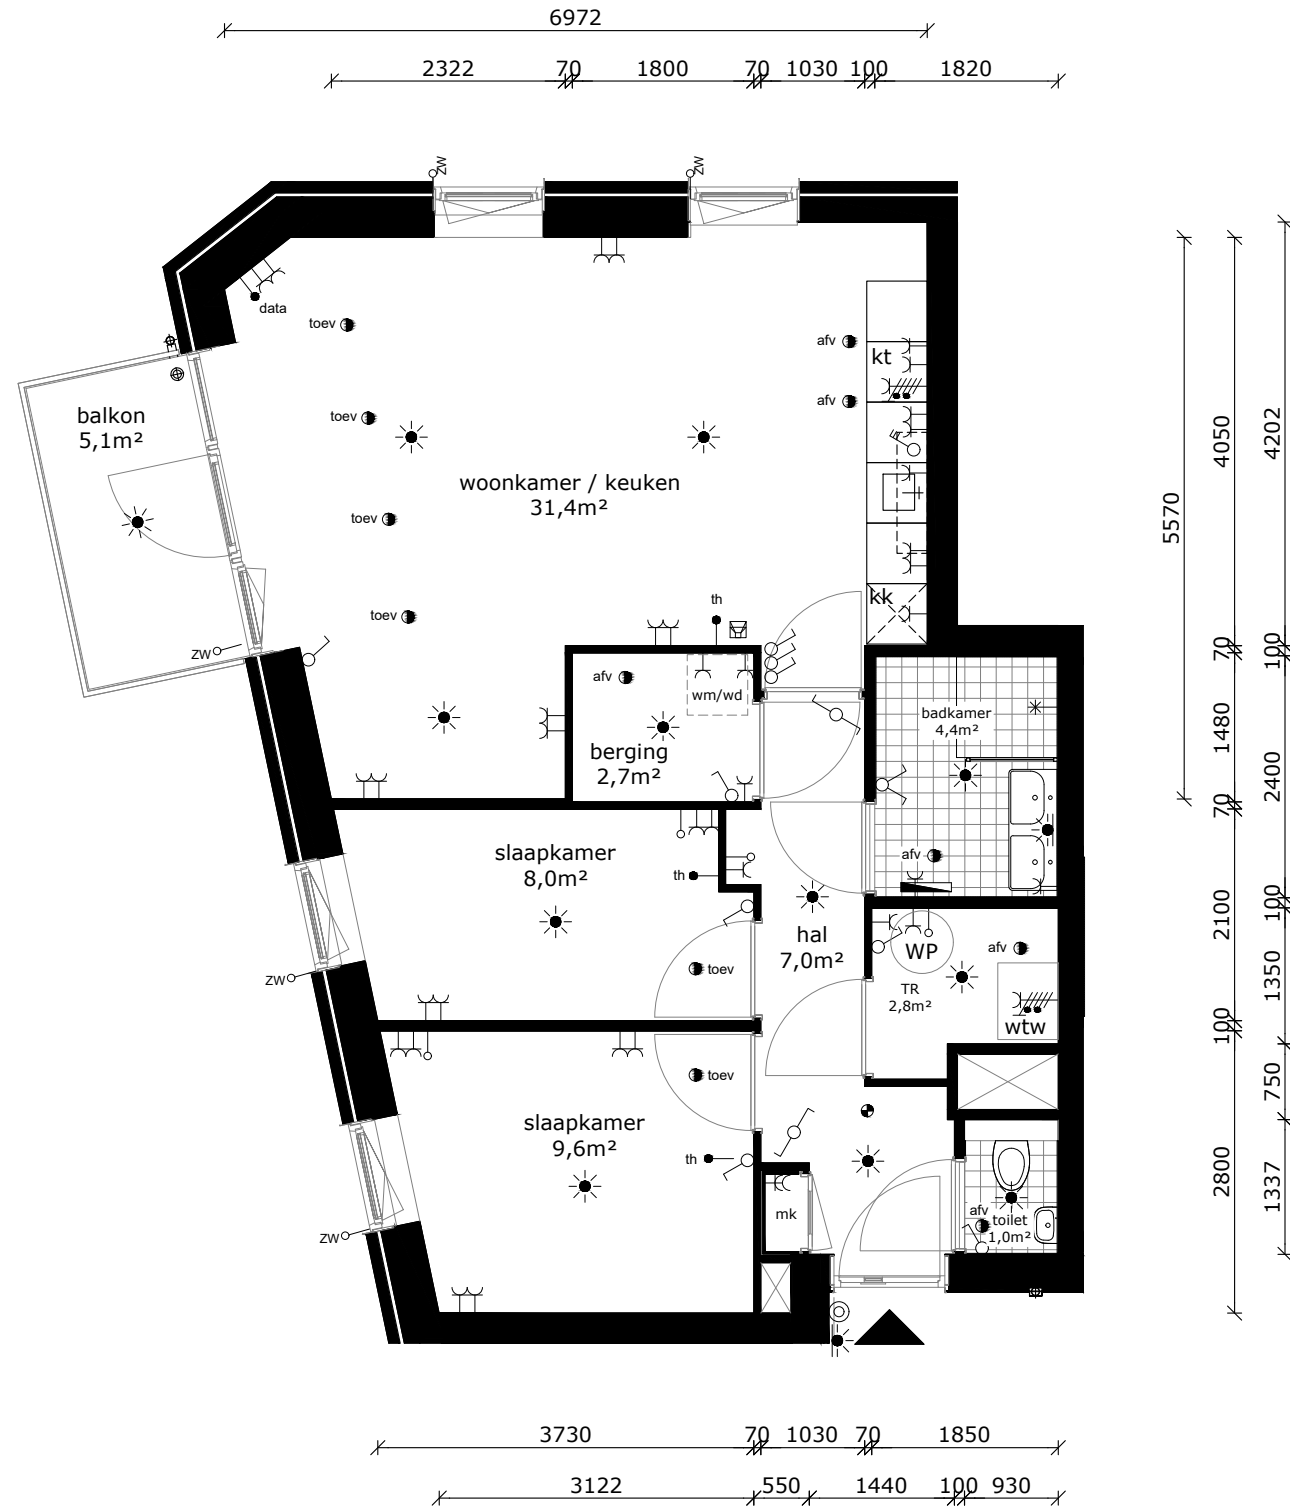 6972
2322 70 1800 70 1030 100 1820
ZW ZW
data
toev
afv
kt
afv
toev
balkon
5,1m²
woonkamer / keuken
31,4m²
toev
kk
th
toev
ZW
afv
wm/wd
berging
2,7m²
badkamer
4,4m²
slaapkamer
8,0m²
th
afv
hal
7,0m²
WP
afv
TR
2,8m²
wtw
toev
ZW
toev
slaapkamer
9,6m²
th
mk
afv
toilet
1,0m²
ZW
5570
4050
70
1480
70
2100
100
2800
4202
100
2400
100
1350
750
1337
3730 70 1030 70 1850
3122 550 1440 100 930